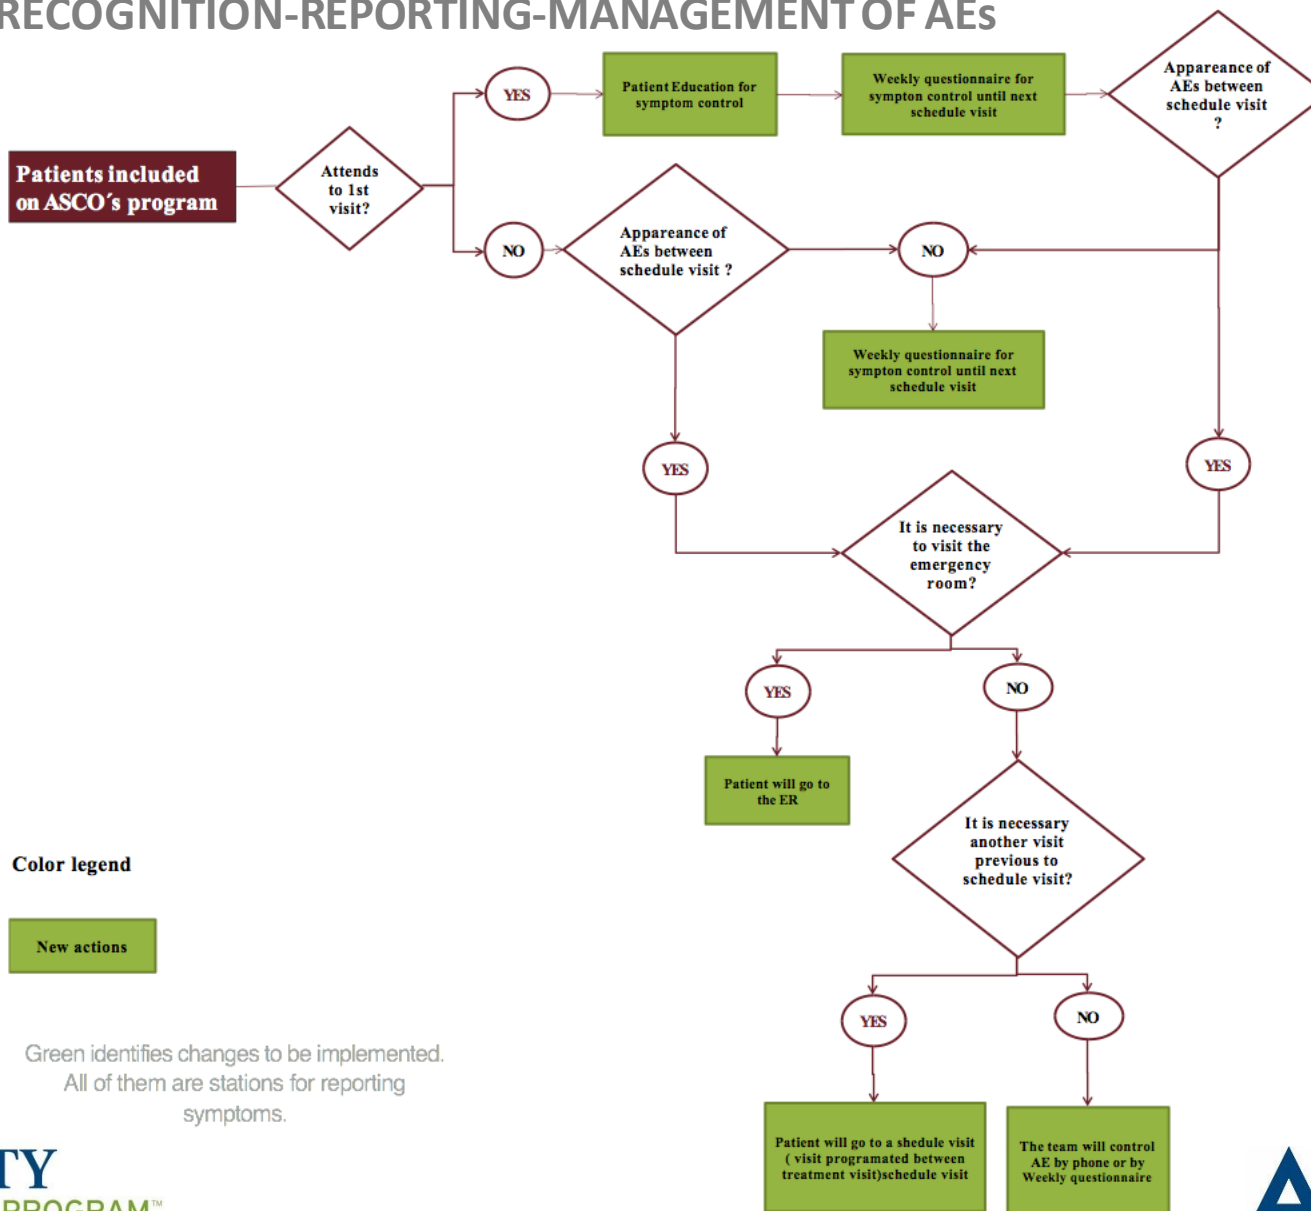 RECOGNITION-REPORTING-MANAGEMENT OF AEs
Patients included
on ASCO´s program
Attends
to 1st
visit?
YES
Patient Education for
symptom control
Weekly questionnaire for
sympton control until next
schedule visit
Appareance of
AEs between
schedule visit
?
NO
Appareance of
AEs between
schedule visit ?
NO
Weekly questionnaire for
sympton control until next
schedule visit
YES
YES
It is necessary
to visit the
emergency
room?
YES
NO
Patient will go to
the ER
It is necessary
another visit
previous to
schedule visit?
YES
NO
Patient will go to a shedule visit
( visit programated between
treatment visit)schedule visit
The team will control
AE by phone or by
Weekly questionnaire
Color legend
New actions
Green identifies changes to be implemented.
All of them are stations for reporting
symptoms.
TY
PROGRAM™